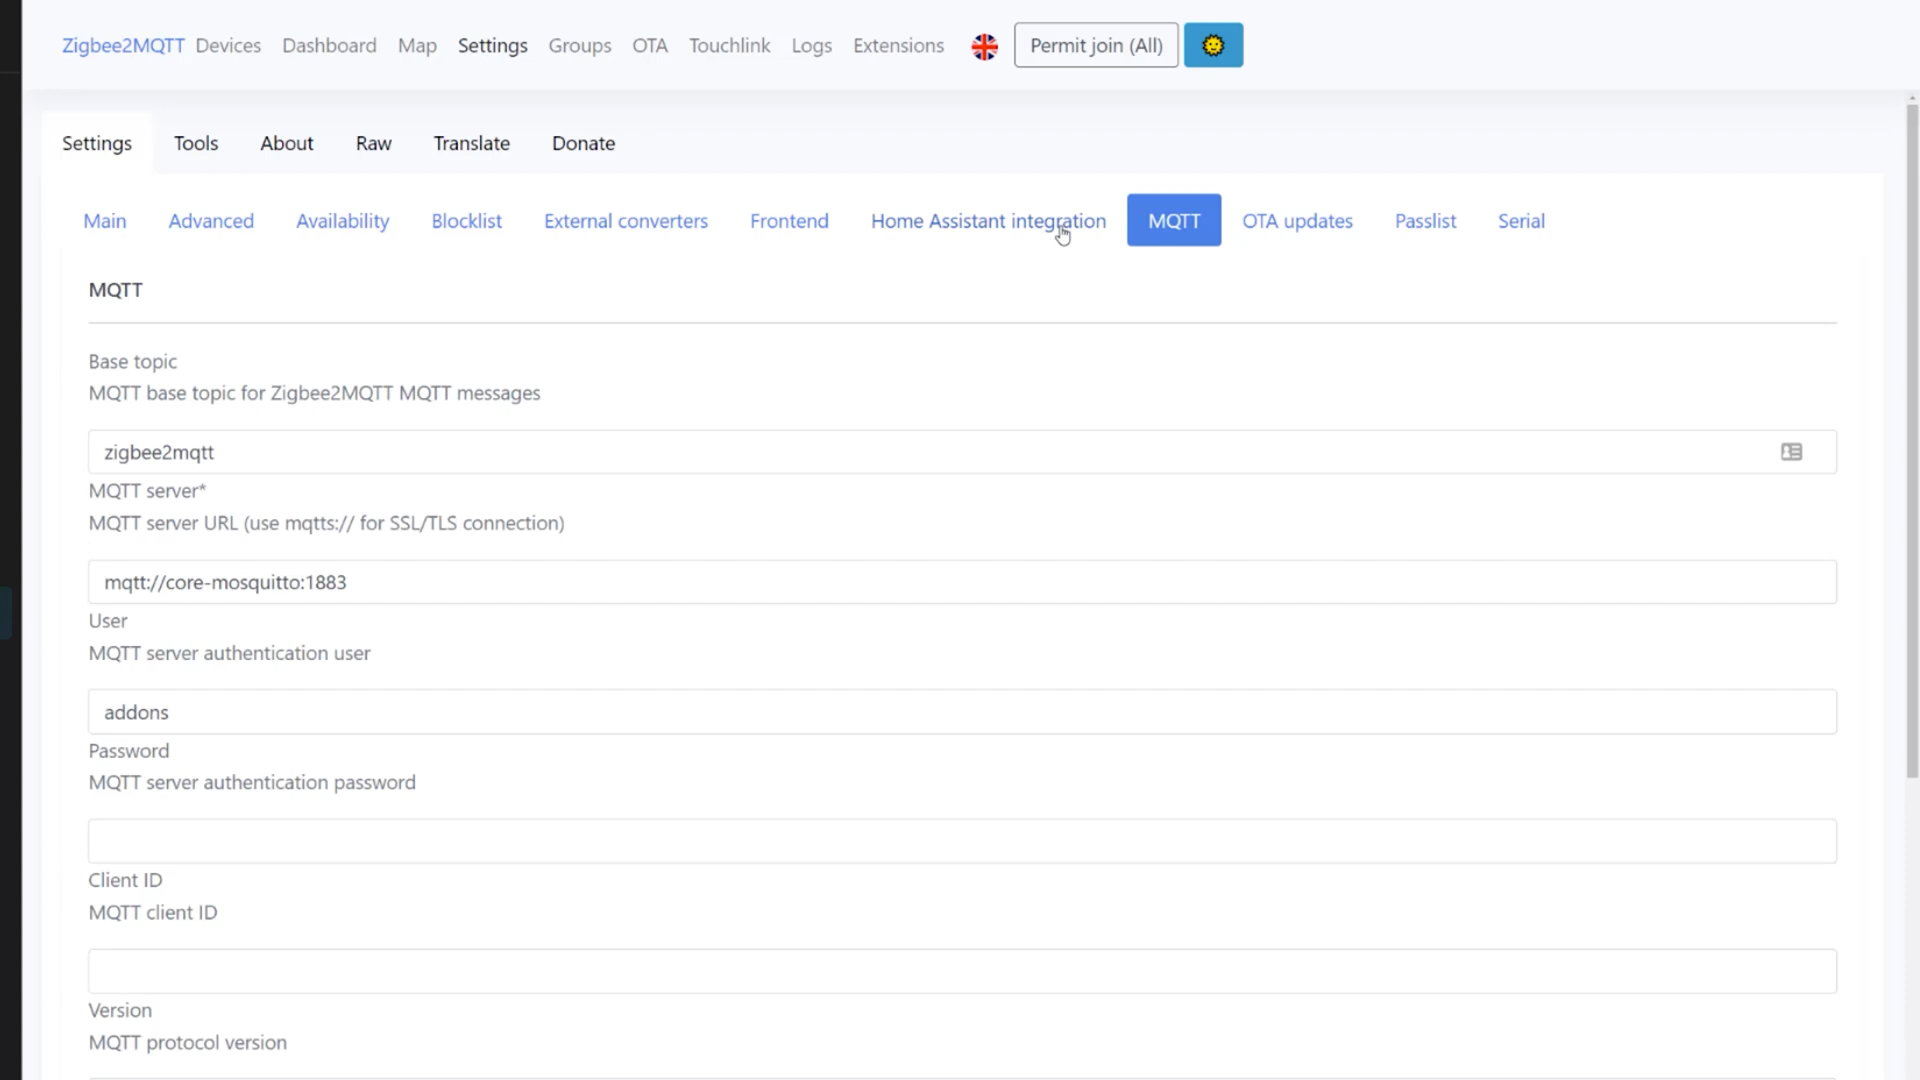 Zigbee2MQTT Devices Dashboard Map Settings Groups OTA Touchlink Logs Extensions Permit join (All)
Settings Tools About Raw Translate Donate
Main Advanced Availability Blocklist External converters Frontend Home Assistant integration MQTT OTA updates Passlist Serial
MQTT
Base topic
MQTT base topic for Zigbee2MQTT MQTT messages
zigbee2mqtt
MQTT server*
MQTT server URL (use mqtts:// for SSL/TLS connection)
mqtt://core-mosquitto:1883
User
MQTT server authentication user
addons
Password
MQTT server authentication password
Client ID
MQTT client ID
Version
MQTT protocol version